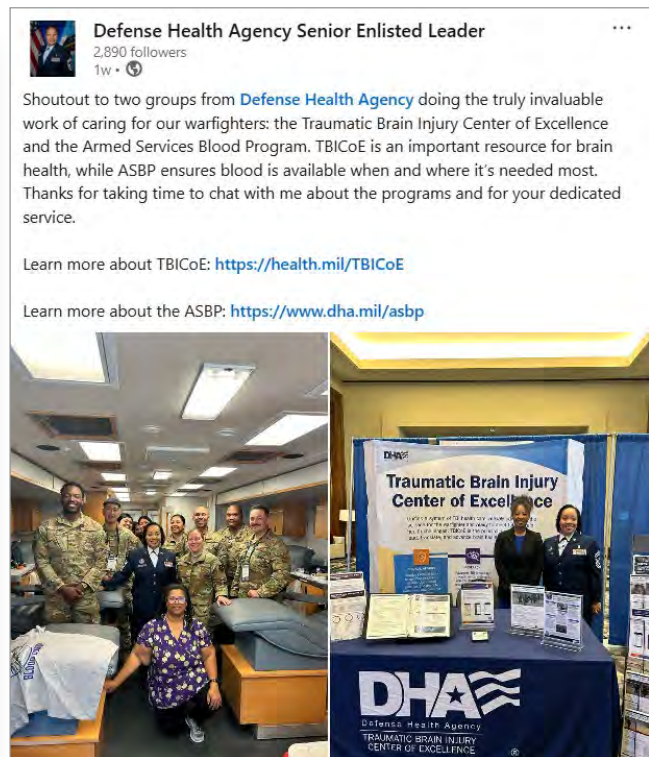 Defense Health Agency Senior Enlisted Leader
2,890 followers
1w •
Shoutout to two groups from Defense Health Agency doing the truly invaluable
work of caring for our warfighters: the Traumatic Brain Injury Center of Excellence
and the Armed Services Blood Program. TBICoE is an important resource for brain
health, while ASBP ensures blood is available when and where it's needed most.
Thanks for taking time to chat with me about the programs and for your dedicated
service.
Learn more about TBICoE: https://health.mil/TBICoE
Learn more about the ASBP: https://www.dha.mil/asbp
DHA
Traumatic Brain Injury
Center of Excellence
DHA
Defense Health Agency
TRAUMATIC BRAIN INJURY
CENTER OF EXCELLENCE
®